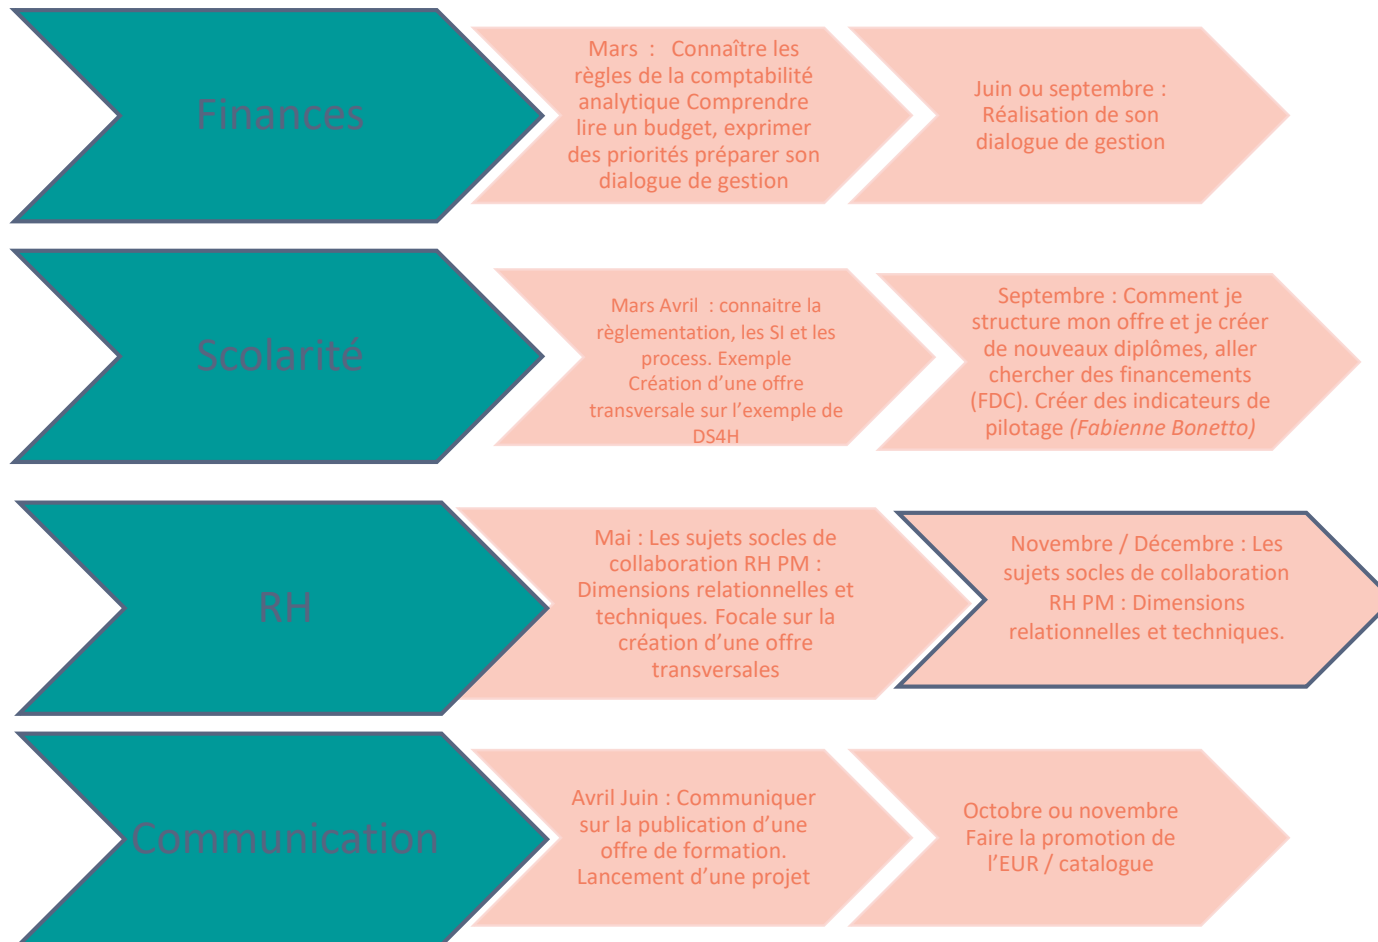 Finances
Mars  :   Connaître les
règles de la comptabilité
analytique Comprendre
lire un budget, exprimer
des priorités préparer son
dialogue de gestion
Juin ou septembre :
Réalisation de son
dialogue de gestion
Scolarité
Mars Avril  : connaitre la
règlementation, les SI et les
process. Exemple
Création d’une offre
transversale sur l’exemple de
DS4H
Septembre : Comment je
structure mon offre et je créer
de nouveaux diplômes, aller
chercher des financements
(FDC). Créer des indicateurs de
pilotage (Fabienne Bonetto)
RH
Mai : Les sujets socles de
collaboration RH PM :
Dimensions relationnelles et
techniques. Focale sur la
création d’une offre
transversales
Novembre / Décembre : Les
sujets socles de collaboration
RH PM : Dimensions
relationnelles et techniques.
Communication
Avril Juin : Communiquer
sur la publication d’une
offre de formation.
Lancement d’une projet
Octobre ou novembre
Faire la promotion de
l’EUR / catalogue